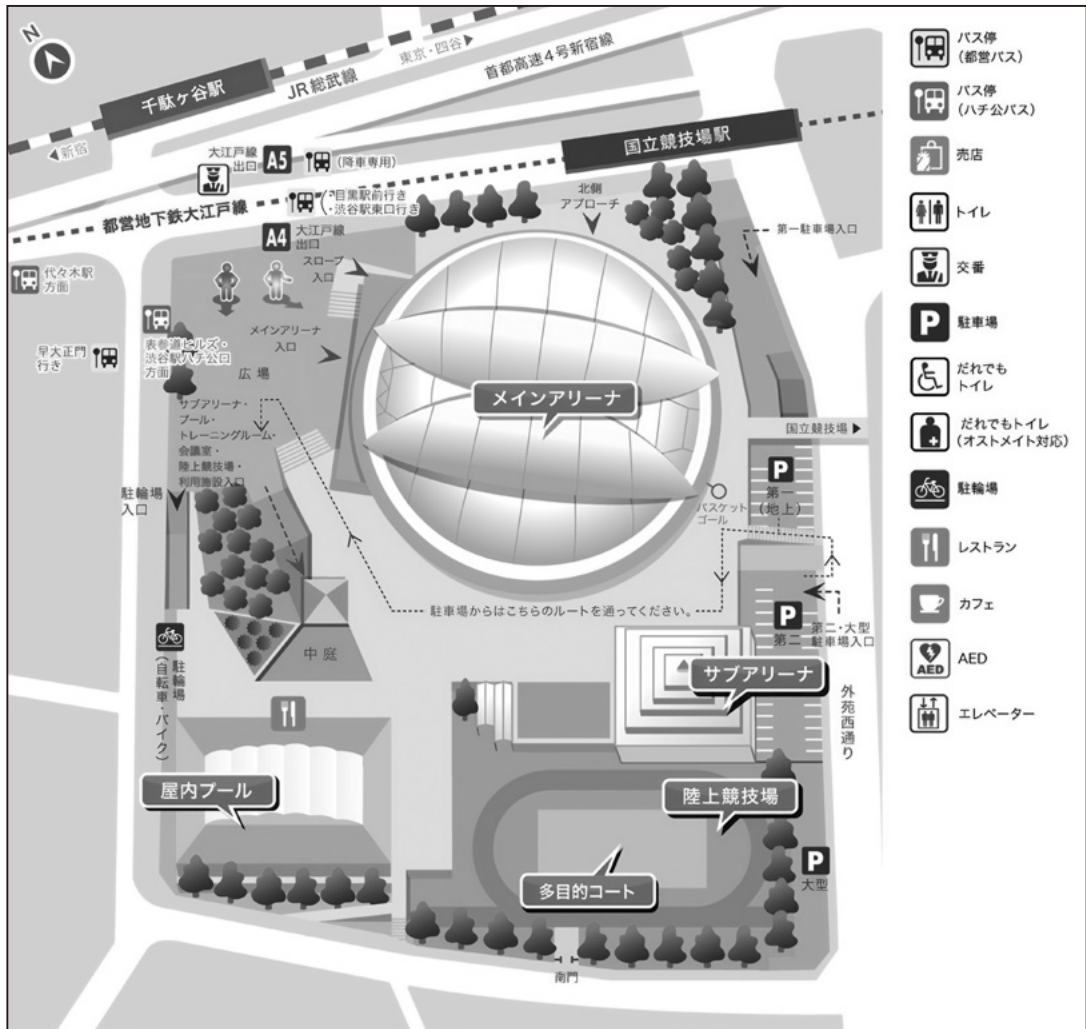 N
千駄ヶ谷駅
JR総武線
東京・四谷▶
首都高速4号新宿線
◀新宿
国立競技場駅
大江戸線
出口
A5
(降車専用)
都営地下鉄大江戸線
・目黒駅前行き
・渋谷駅東口行き
A4
大江戸線
出口
スロープ
入口
北側
アプローチ
第一駐車場入口
代々木駅
方面
早大正門
行き
表参道ヒルズ・
渋谷駅ハチ公口
方面
メインアリーナ
入口
広場
メインアリーナ
サブアリーナ・
プール・
トレーニングルーム・
会議室・
陸上競技場・
利用施設入口
駐輪場
入口
国立競技場▶
P
第一
(地上)
バスケット
ゴール
駐車場からはこちらのルートを通ってください。
P
第二
第二・大型
駐車場入口
中庭
サブアリーナ
駐輪場
(自転車・バイク)
外苑西通り
屋内プール
陸上競技場
多目的コート
P
大型
南門
バス停
(都営バス)
バス停
(ハチ公バス)
売店
トイレ
交番
P
駐車場
だれでも
トイレ
だれでもトイレ
(オストメイト対応)
駐輪場
レストラン
カフェ
AED
AED
エレベーター